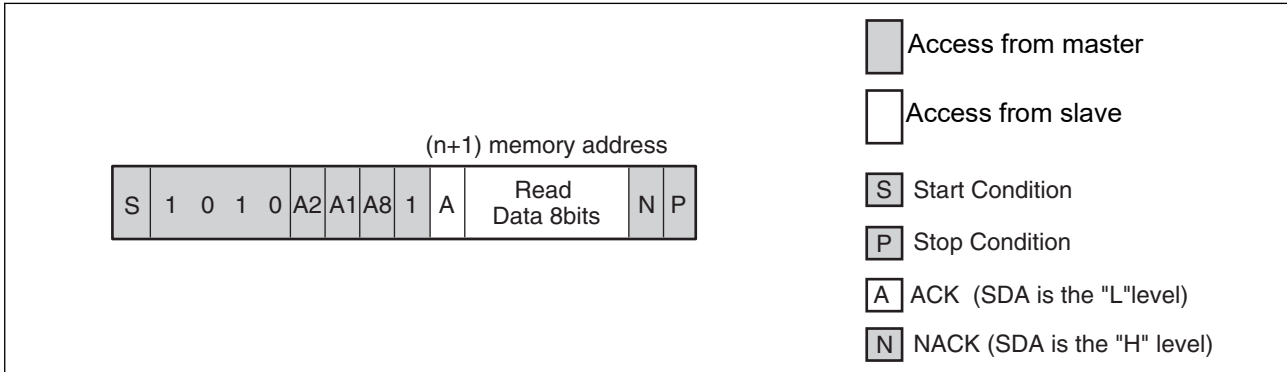 (n+1) memory address
S 1 0 1 0 A2 A1 A8 1 A Read Data 8bits N P
Access from master
Access from slave
S Start Condition
P Stop Condition
A ACK (SDA is the "L"level)
N NACK (SDA is the "H" level)